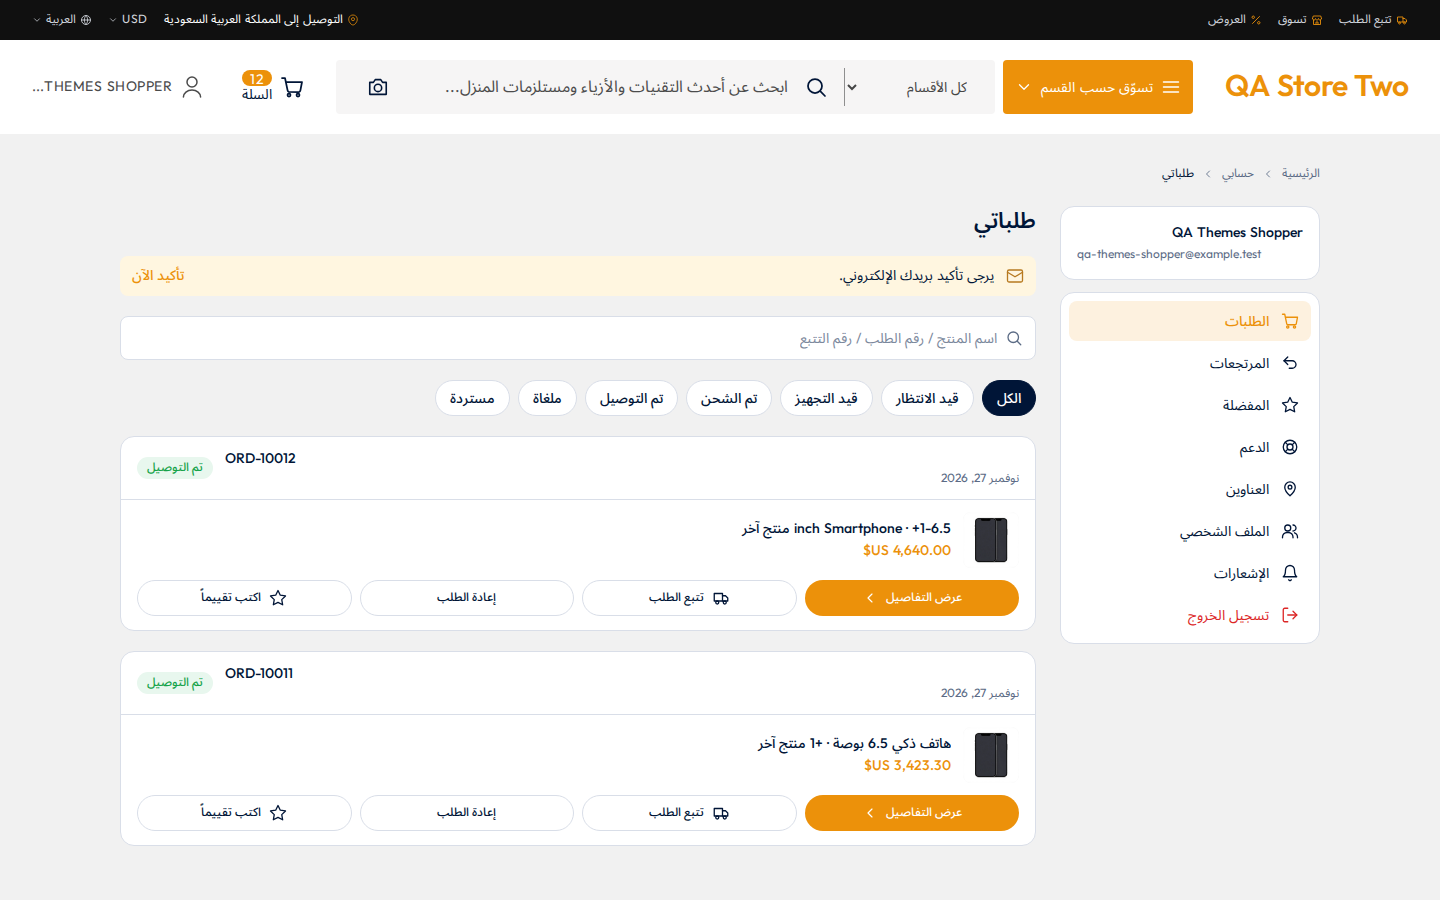 تتبع الطلب
تسوق
العروض
التوصيل إلى المملكة العربية السعودية
USD
العربية
QA Store Two
تسوّق حسب القسم
كل الأقسام
ابحث عن أحدث التقنيات والأزياء ومستلزمات المنزل...
12
السلة
THEMES SHOPPER...
الرئيسية
حسابي
طلباتي
QA Themes Shopper
qa-themes-shopper@example.test
الطلبات
المرتجعات
المفضلة
الدعم
العناوين
الملف الشخصي
الإشعارات
تسجيل الخروج
طلباتي
يرجى تأكيد بريدك الإلكتروني.
تأكيد الآن
اسم المنتج / رقم الطلب / رقم التتبع
الكل
قيد الانتظار
قيد التجهيز
تم الشحن
تم التوصيل
ملغاة
مستردة
ORD-10012
تم التوصيل
نوفمبر 27, 2026
6.5-inch Smartphone · +1 منتج آخر
$US 4,640.00
عرض التفاصيل
تتبع الطلب
إعادة الطلب
اكتب تقييماً
ORD-10011
تم التوصيل
نوفمبر 27, 2026
هاتف ذكي 6.5 بوصة · +1 منتج آخر
$US 3,423.30
عرض التفاصيل
تتبع الطلب
إعادة الطلب
اكتب تقييماً